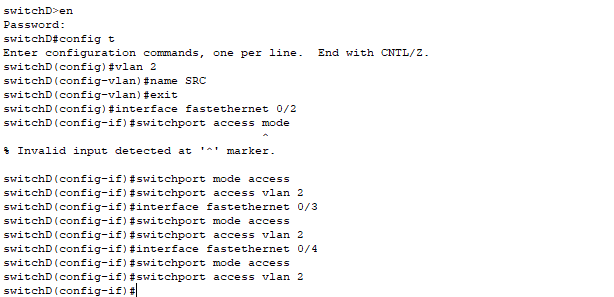 switchD>en
Password:
switchD#config t
Enter configuration commands, one per line.  End with CNTL/Z.
switchD(config)#vlan 2
switchD(config-vlan)#name SRC
switchD(config-vlan)#exit
switchD(config)#interface fastethernet 0/2
switchD(config-if)#switchport access mode
^
% Invalid input detected at '^' marker.
switchD(config-if)#switchport mode access
switchD(config-if)#switchport access vlan 2
switchD(config-if)#interface fastethernet 0/3
switchD(config-if)#switchport mode access
switchD(config-if)#switchport access vlan 2
switchD(config-if)#interface fastethernet 0/4
switchD(config-if)#switchport mode access
switchD(config-if)#switchport access vlan 2
switchD(config-if)#